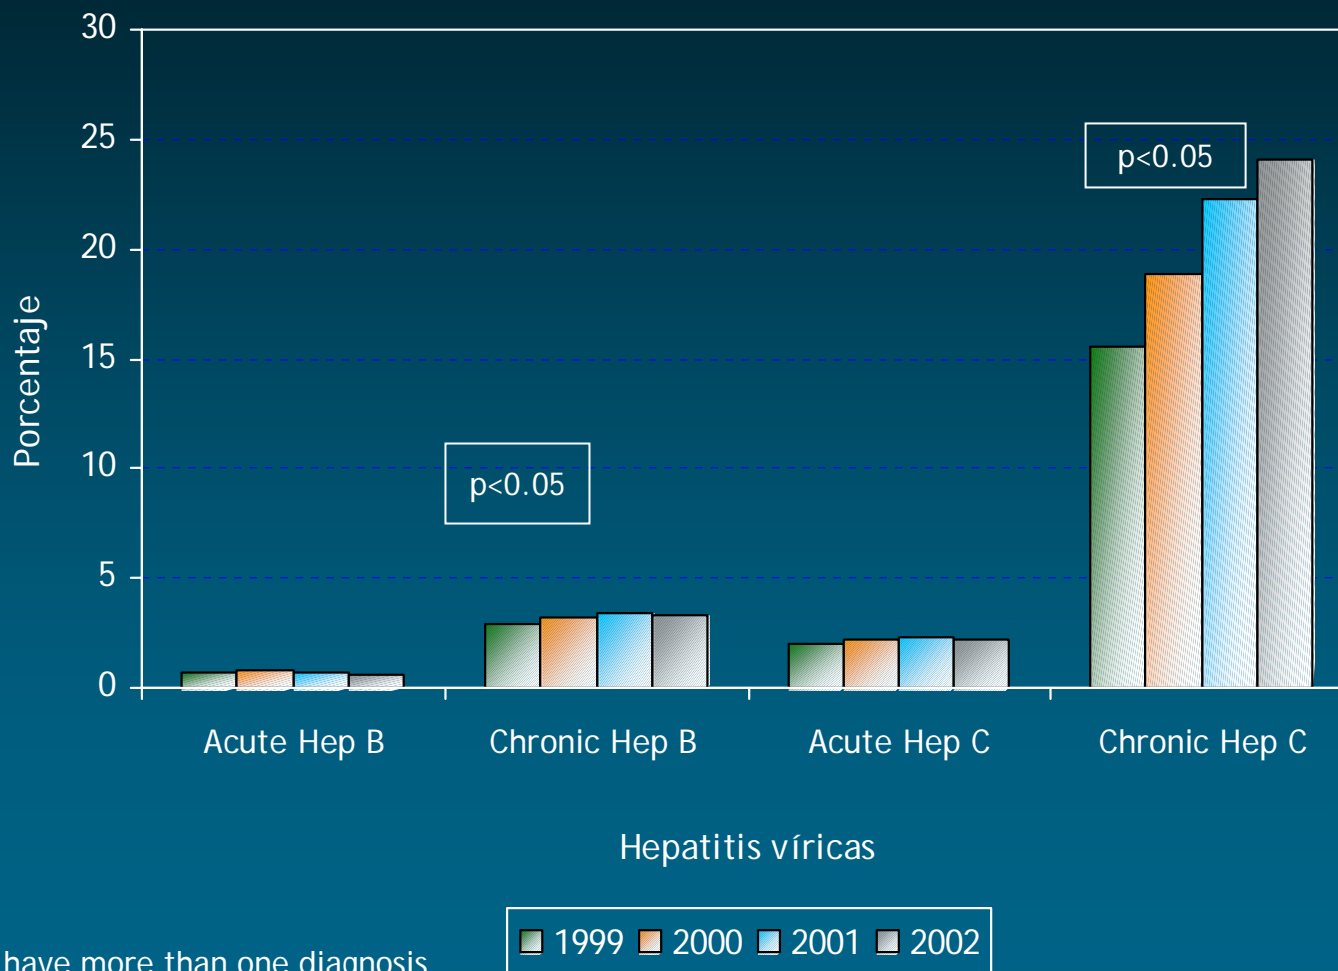 30
25
20
15
10
5
0
Porcentaje
p<0.05
p<0.05
Acute Hep B
Chronic Hep B
Acute Hep C
Chronic Hep C
Hepatitis víricas
1999 2000 2001 2002
have more than one diagnosis